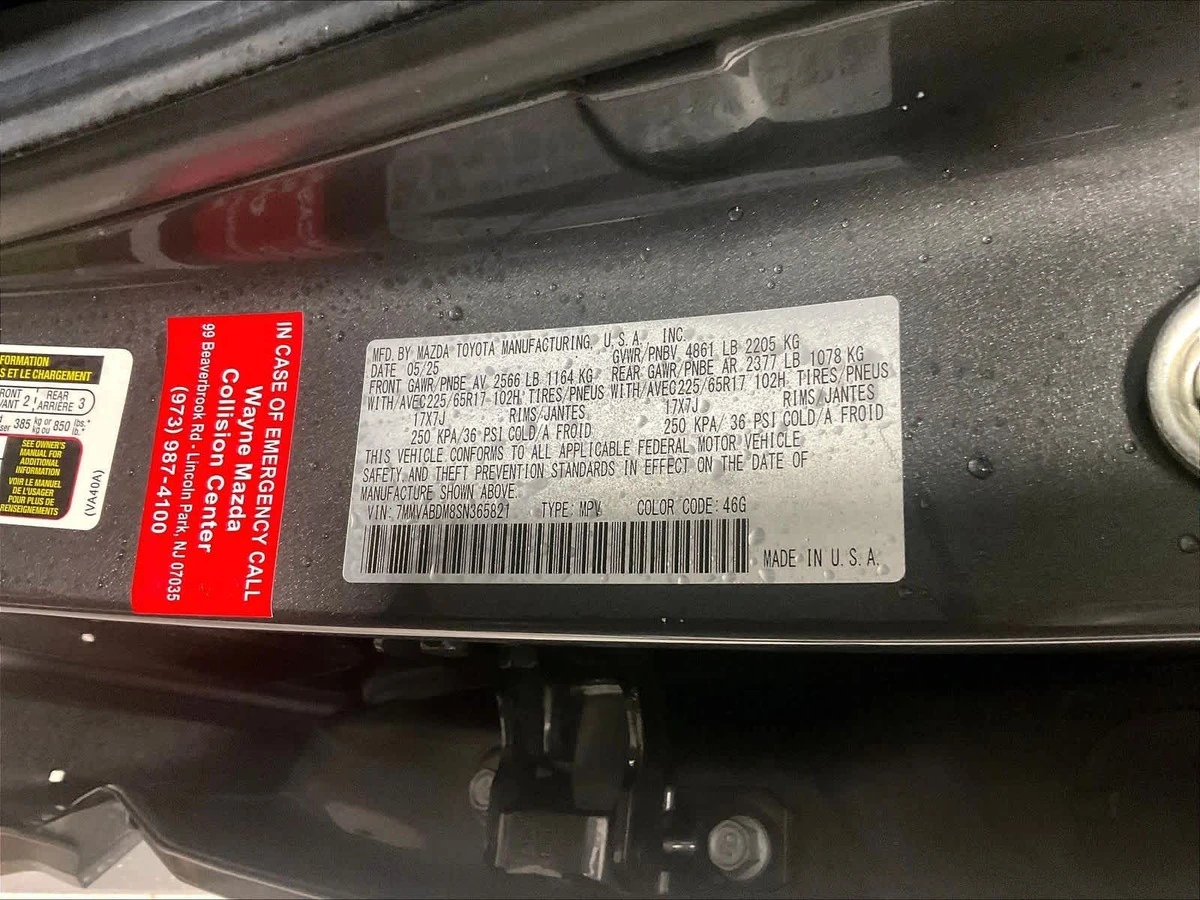 FORMATION
S ET LE CHARGEMENT
FRONT
VANT 2
REAR
ARRIÈRE 3
385 kg or kg ou 850 lbs.* lb.*
SEE OWNER'S
MANUAL FOR
ADDITIONAL
INFORMATION
VOIR LE MANUEL
DE L'USAGER
POUR PLUS DE
RENSEIGNEMENTS
(VA40A)
IN CASE OF EMERGENCY CALL
Wayne Mazda
Collision Center
99 Beaverbrook Rd - Lincoln Park, NJ 07035
(973) 987-4100
MFD. BY MAZDA TOYOTA MANUFACTURING, U.S.A., INC.
DATE 05/25 GVWR/PNBV 4861 LB 2205 KG
FRONT GAWR/PNBE AV 2566 LB 1164 KG REAR GAWR/PNBE AR 2377 LB 1078 KG
WITH/AVEC225/65R17 102H TIRES/PNEUS WITH/AVEC225/65R17 102H TIRES/PNEUS
17X7J RIMS/JANTES 17X7J RIMS/JANTES
250 KPA/36 PSI COLD/A FROID 250 KPA/36 PSI COLD/A FROID
THIS VEHICLE CONFORMS TO ALL APPLICABLE FEDERAL MOTOR VEHICLE
SAFETY AND THEFT PREVENTION STANDARDS IN EFFECT ON THE DATE OF
MANUFACTURE SHOWN ABOVE.
VIN: 7MMVABDM8SN365821 TYPE: MPV COLOR CODE: 46G
MADE IN U.S.A.